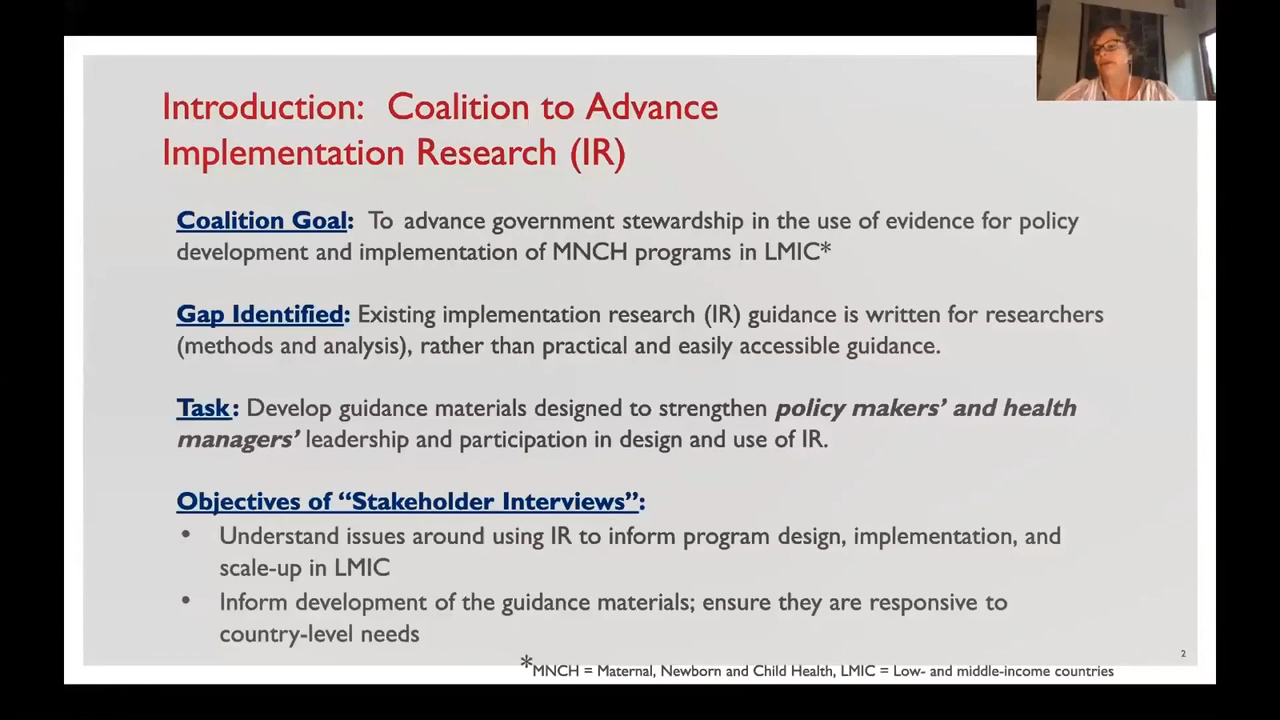 Introduction: Coalition to Advance
Implementation Research (IR)
Coalition Goal: To advance government stewardship in the use of evidence for policy
development and implementation of MNCH programs in LMIC*
Gap Identified: Existing implementation research (IR) guidance is written for researchers
(methods and analysis), rather than practical and easily accessible guidance.
Task: Develop guidance materials designed to strengthen policy makers’ and health
managers’ leadership and participation in design and use of IR.
Objectives of “Stakeholder Interviews”:
• Understand issues around using IR to inform program design, implementation, and
scale-up in LMIC
• Inform development of the guidance materials; ensure they are responsive to
country-level needs
2
*MNCH = Maternal, Newborn and Child Health, LMIC = Low- and middle-income countries